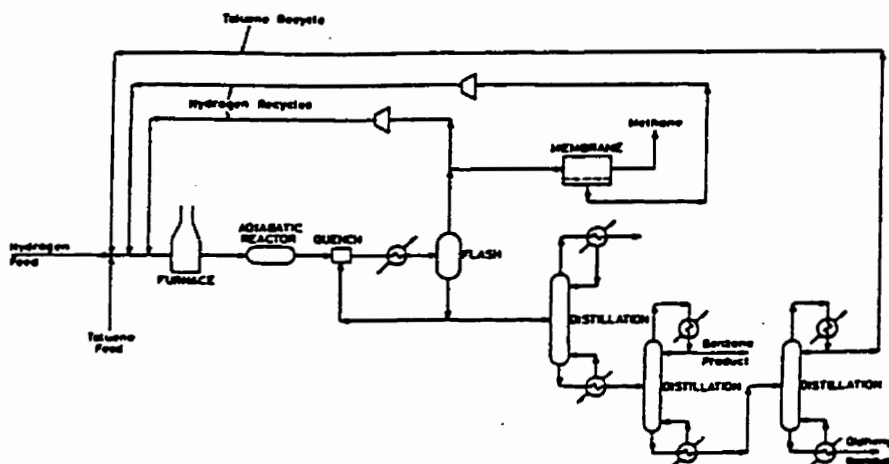 Toluene Recycle
Hydrogen Recycles
Methane
MEMBRANE
ADIABATIC
REACTOR
QUENCH
Hydrogen
Feed
FURNACE
FLASH
Toluene
Feed
DISTILLATION
Benzene
Product
DISTILLATION
DISTILLATION